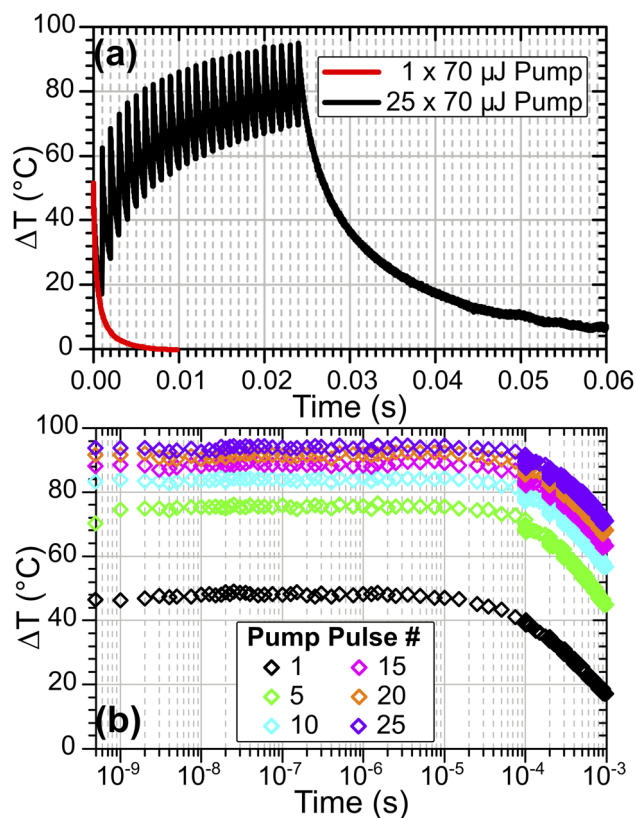 (a)
1 x 70 µJ Pump
25 x 70 µJ Pump
100
80
60
40
20
0
ΔT (°C)
0.00 0.01 0.02 0.03 0.04 0.05 0.06
Time (s)
100
80
60
40
20
0
ΔT (°C)
Pump Pulse #
1 15
5 20
10 25
(b)
10⁻⁹ 10⁻⁸ 10⁻⁷ 10⁻⁶ 10⁻⁵ 10⁻⁴ 10⁻³
Time (s)